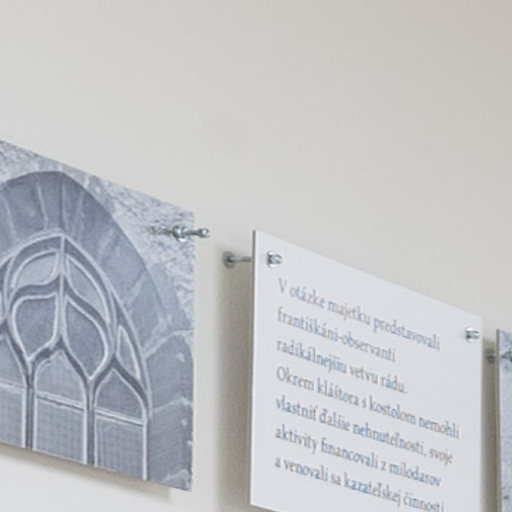 V otázke majetku predstavovali
františkáni-observanti
radikálnejšiu vetvu rádu.
Okrem kláštora s kostolom nemohli
vlastniť ďalšie nehnuteľnosti, svoje
aktivity financovali z milodarov
a venovali sa kazateľskej činnosti